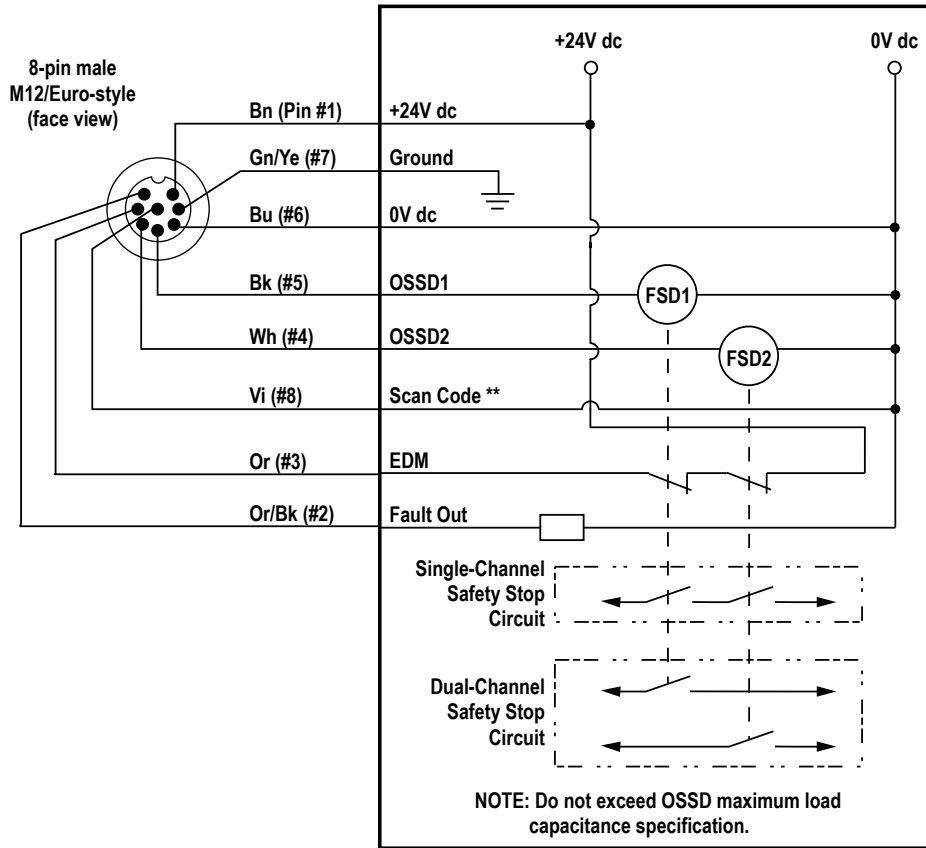 +24V dc
0V dc
8-pin male
M12/Euro-style
(face view)
Bn (Pin #1)
+24V dc
Gn/Ye (#7)
Ground
Bu (#6)
0V dc
Bk (#5)
OSSD1
FSD1
Wh (#4)
OSSD2
FSD2
Vi (#8)
Scan Code **
Or (#3)
EDM
Or/Bk (#2)
Fault Out
Single-Channel
Safety Stop
Circuit
Dual-Channel
Safety Stop
Circuit
NOTE: Do not exceed OSSD maximum load
capacitance specification.